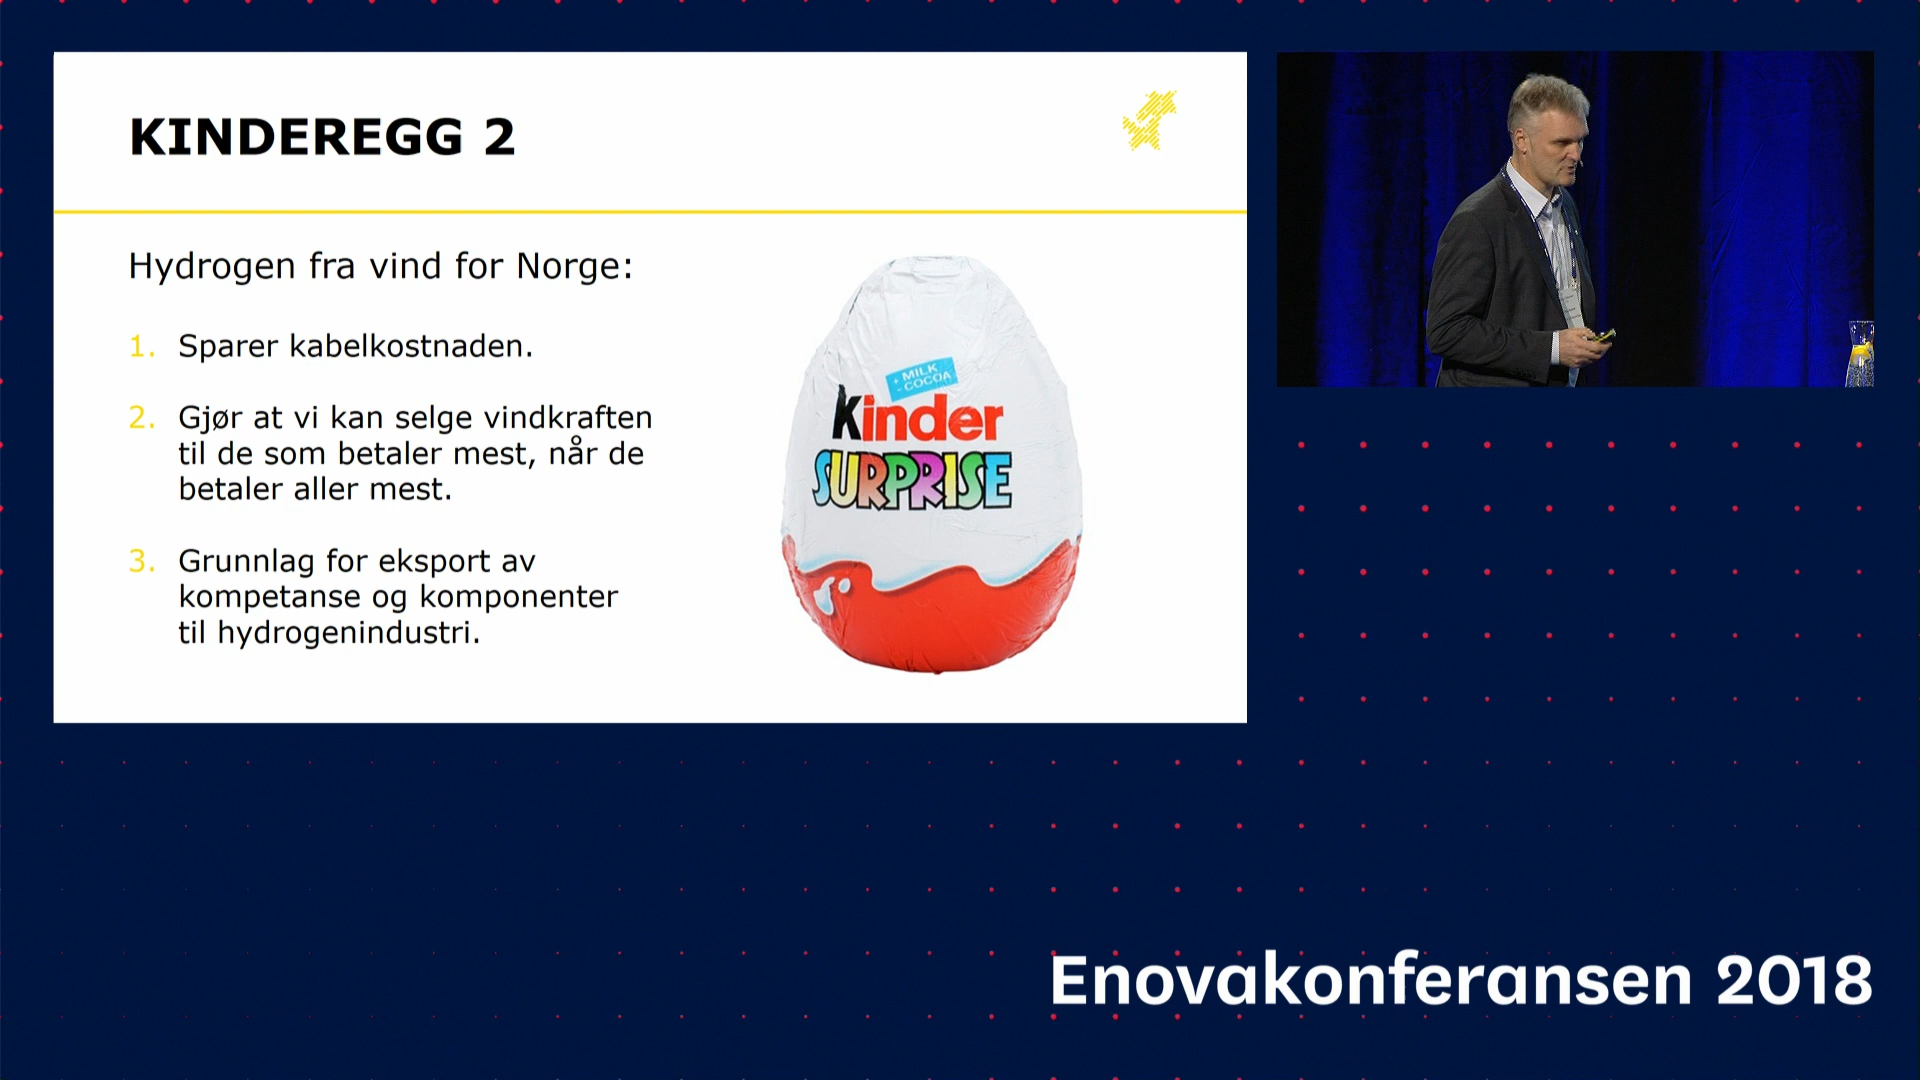 KINDEREGG 2
Hydrogen fra vind for Norge:
1. Sparer kabelkostnaden.
2. Gjør at vi kan selge vindkraften
til de som betaler mest, når de
betaler aller mest.
3. Grunnlag for eksport av
kompetanse og komponenter
til hydrogenindustri.
+ MILK
- COCOA
Kinder
SURPRISE
Enovakonferansen 2018